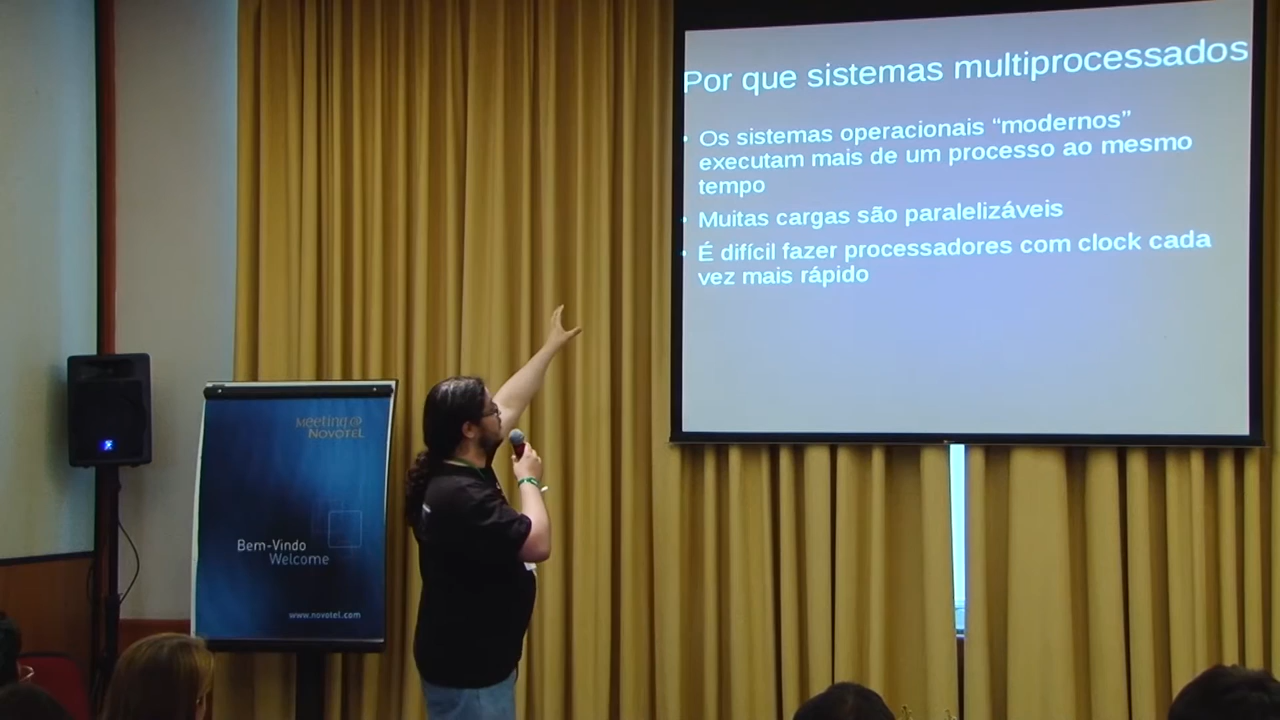 Por que sistemas multiprocessados
• Os sistemas operacionais “modernos”
executam mais de um processo ao mesmo
tempo
• Muitas cargas são paralelizáveis
• É difícil fazer processadores com clock cada
vez mais rápido
Meeting@
NOVOTEL
Bem-Vindo
Welcome
www.novotel.com